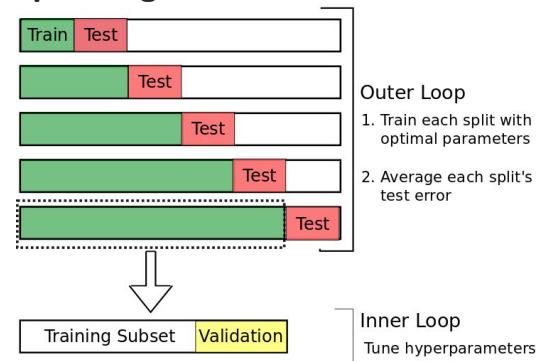 Train Test
Test
Test
Test
Test
Outer Loop
1. Train each split with
optimal parameters
2. Average each split's
test error
Training Subset Validation
Inner Loop
Tune hyperparameters